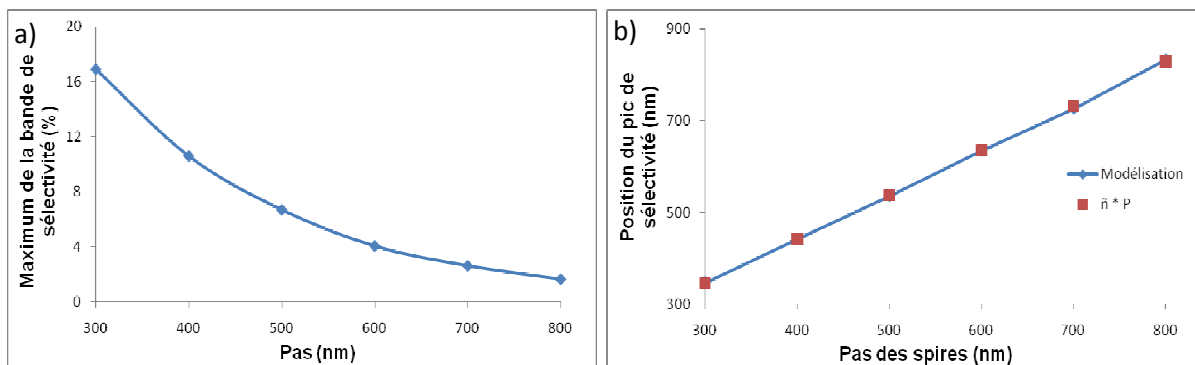 a)
20
16
12
8
4
0
Maximum de la bande de
sélectivité (%)
300 400 500 600 700 800
Pas (nm)
b)
900
700
500
300
Position du pic de
sélectivité (nm)
Modélisation
ñ * P
300 400 500 600 700 800
Pas des spires (nm)